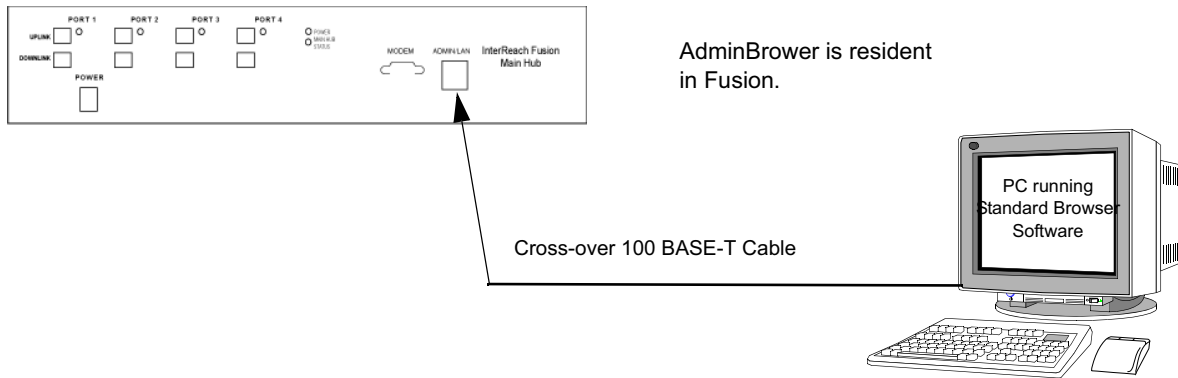 PORT 1 PORT 2 PORT 3 PORT 4
UPLINK
DOWNLINK
POWER
POWER
MAIN HUB
STATUS
MODEM
ADMIN/LAN
InterReach Fusion
Main Hub
AdminBrower is resident
in Fusion.
PC running
Standard Browser
Software
Cross-over 100 BASE-T Cable